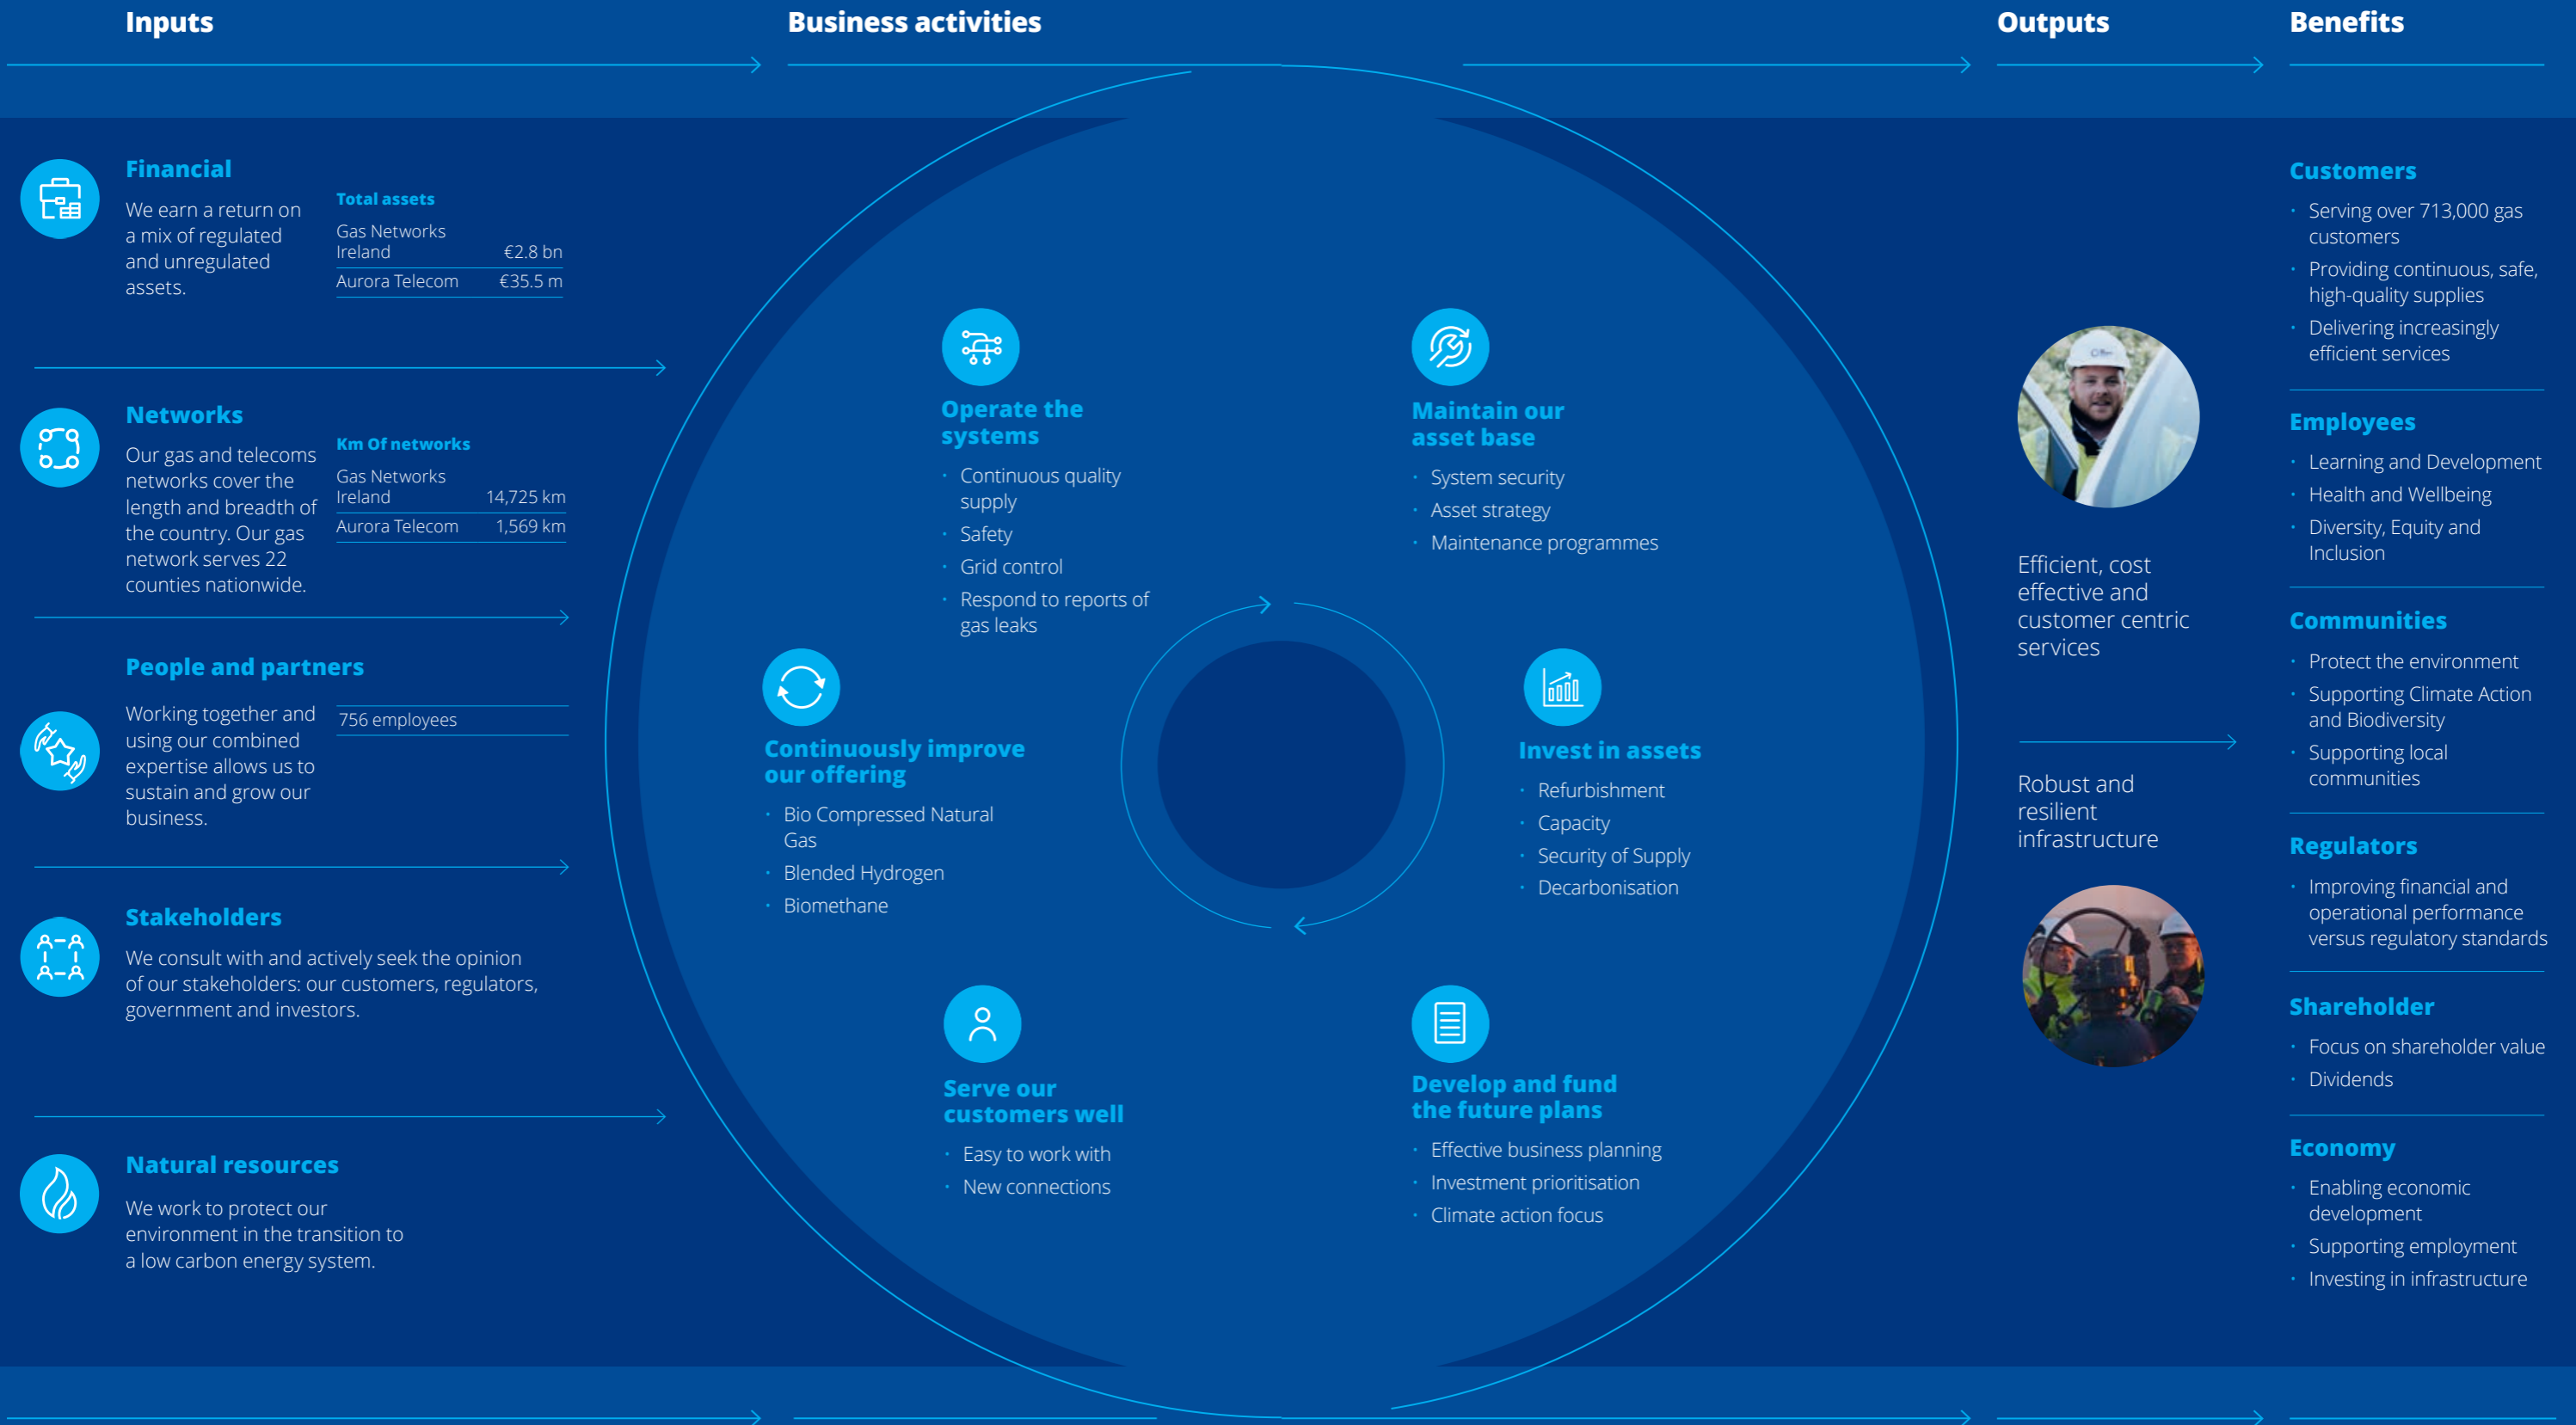 Inputs
Business activities
Outputs
Benefits
Financial
We earn a return on
a mix of regulated
and unregulated
assets.
Total assets
Gas Networks
Ireland €2.8 bn
Aurora Telecom €35.5 m
Networks
Our gas and telecoms
networks cover the
length and breadth of
the country. Our gas
network serves 22
counties nationwide.
Km Of networks
Gas Networks
Ireland 14,725 km
Aurora Telecom 1,569 km
People and partners
Working together and
using our combined
expertise allows us to
sustain and grow our
business.
756 employees
Stakeholders
We consult with and actively seek the opinion
of our stakeholders: our customers, regulators,
government and investors.
Natural resources
We work to protect our
environment in the transition to
a low carbon energy system.
Operate the
systems
· Continuous quality
supply
· Safety
· Grid control
· Respond to reports of
gas leaks
Maintain our
asset base
· System security
· Asset strategy
· Maintenance programmes
Continuously improve
our offering
· Bio Compressed Natural
Gas
· Blended Hydrogen
· Biomethane
Invest in assets
· Refurbishment
· Capacity
· Security of Supply
· Decarbonisation
Serve our
customers well
· Easy to work with
· New connections
Develop and fund
the future plans
· Effective business planning
· Investment prioritisation
· Climate action focus
Efficient, cost
effective and
customer centric
services
Robust and
resilient
infrastructure
Customers
· Serving over 713,000 gas
customers
· Providing continuous, safe,
high-quality supplies
· Delivering increasingly
efficient services
Employees
· Learning and Development
· Health and Wellbeing
· Diversity, Equity and
Inclusion
Communities
· Protect the environment
· Supporting Climate Action
and Biodiversity
· Supporting local
communities
Regulators
· Improving financial and
operational performance
versus regulatory standards
Shareholder
· Focus on shareholder value
· Dividends
Economy
· Enabling economic
development
· Supporting employment
· Investing in infrastructure